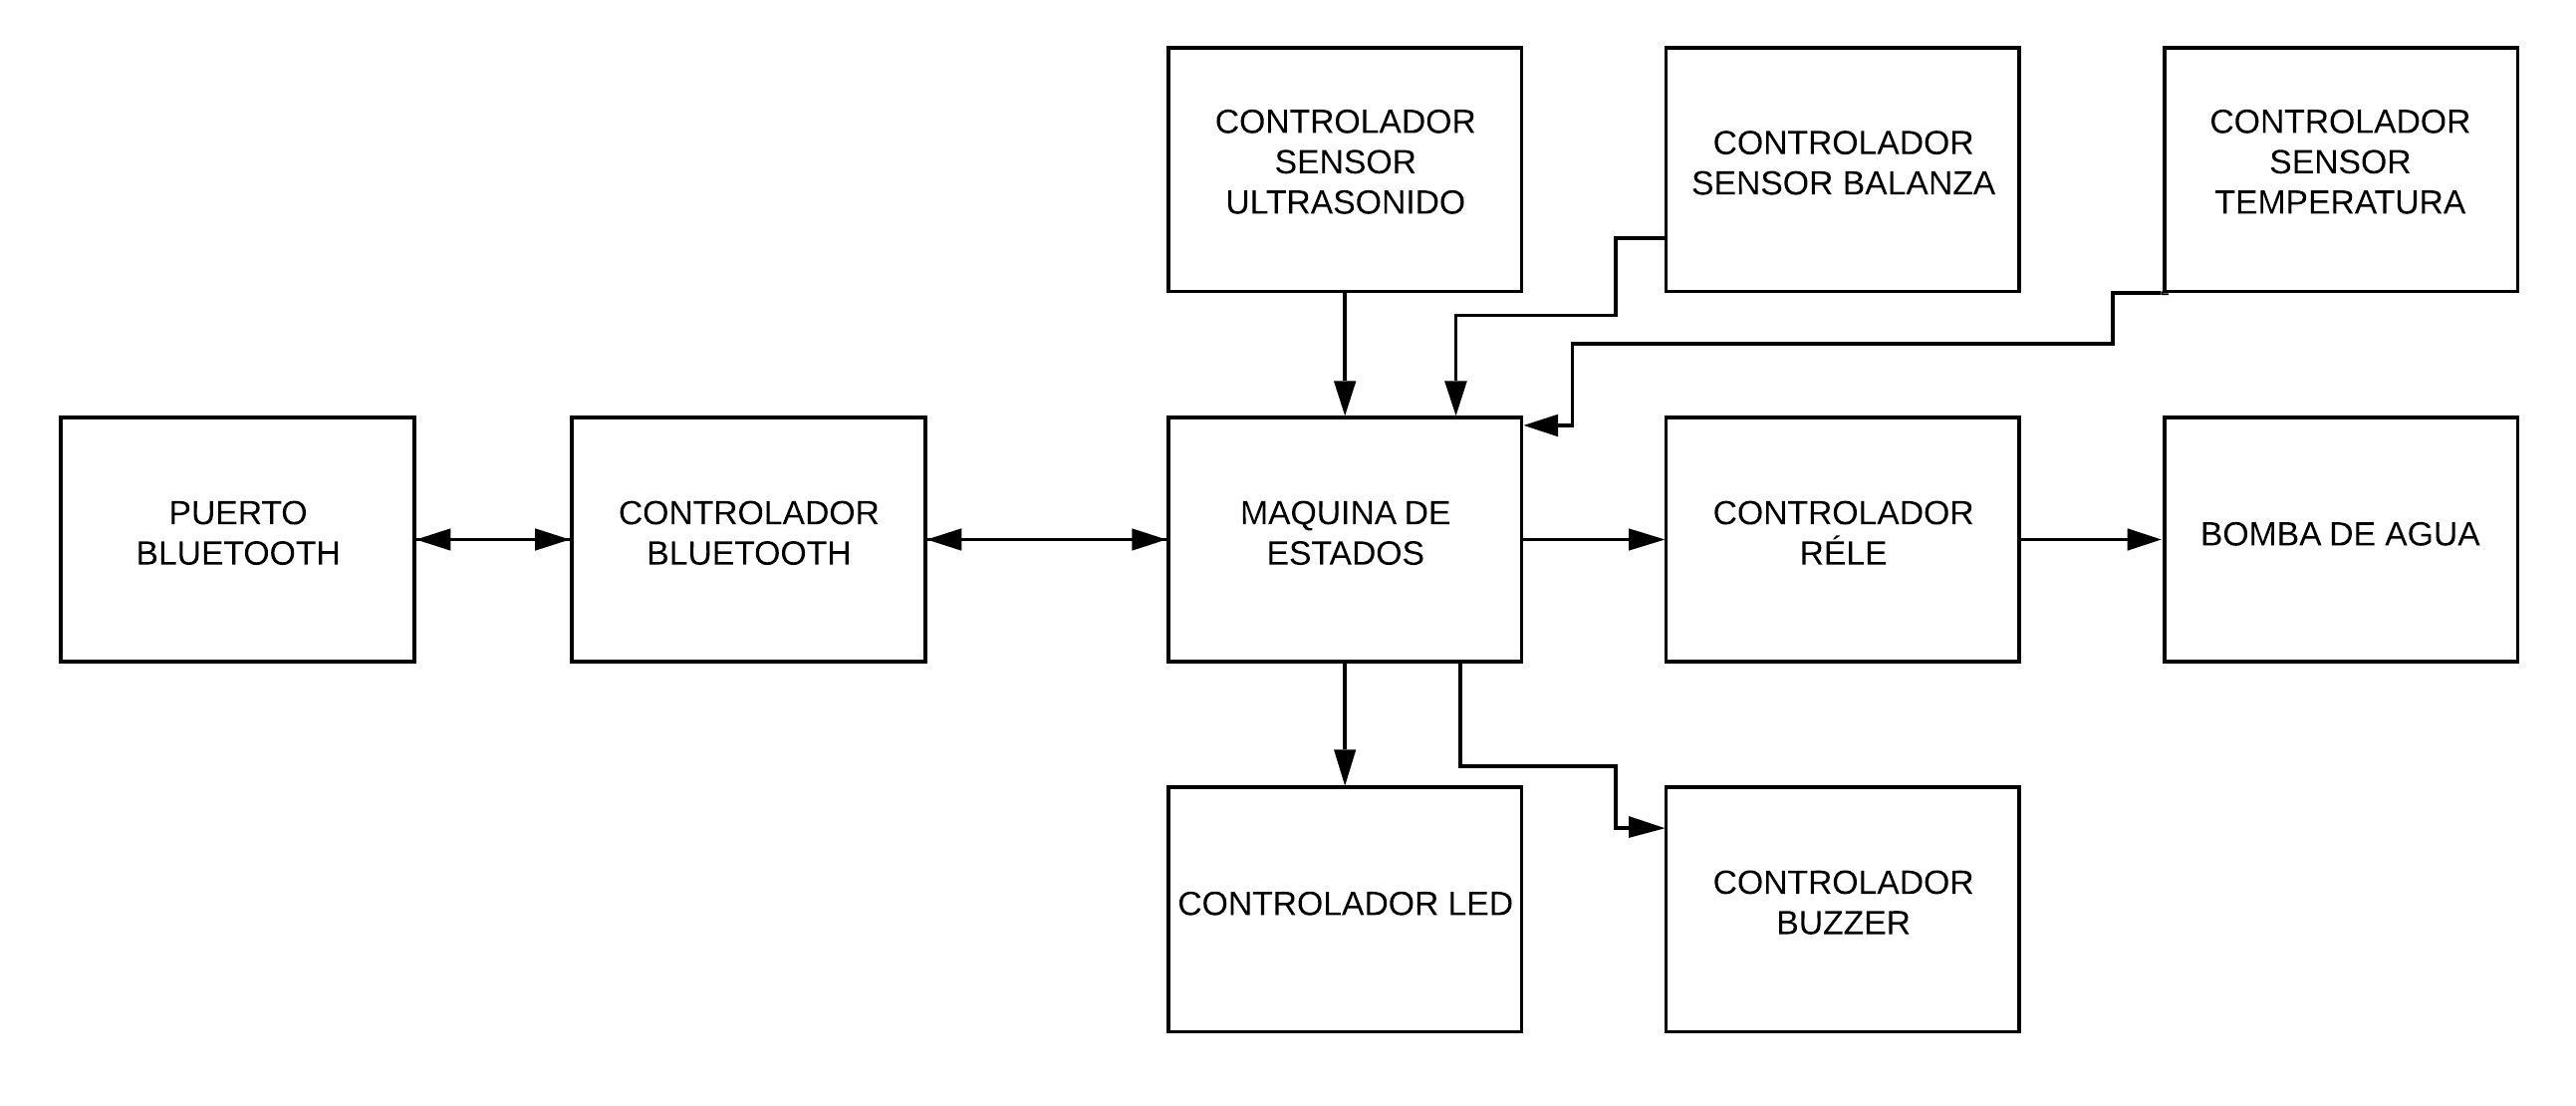 CONTROLADOR
SENSOR
ULTRASONIDO
CONTROLADOR
SENSOR BALANZA
CONTROLADOR
SENSOR
TEMPERATURA
PUERTO
BLUETOOTH
CONTROLADOR
BLUETOOTH
MAQUINA DE
ESTADOS
CONTROLADOR
RÉLE
BOMBA DE AGUA
CONTROLADOR LED
CONTROLADOR
BUZZER